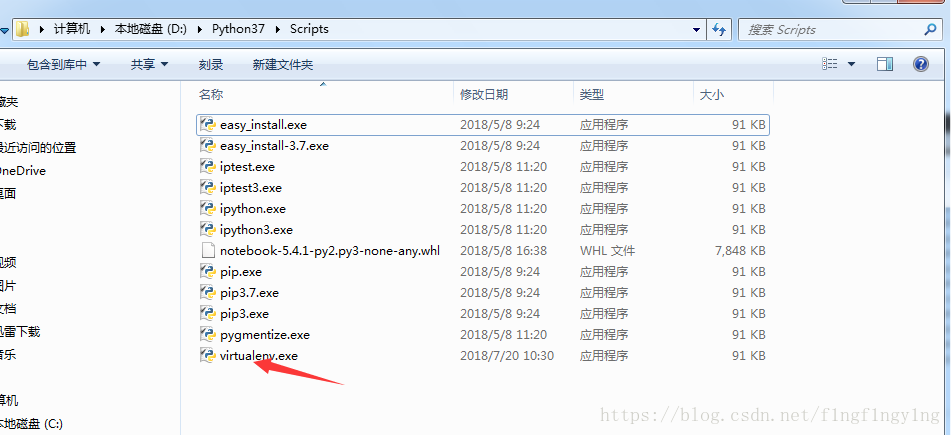 计算机 本地磁盘 (D:) Python37 Scripts 搜索 Scripts
包含到库中 共享 刻录 新建文件夹
名称 修改日期 类型 大小
藏夹
下载 easy_install.exe 2018/5/8 9:24 应用程序 91 KB
最近访问的位置 easy_install-3.7.exe 2018/5/8 9:24 应用程序 91 KB
OneDrive iptest.exe 2018/5/8 11:20 应用程序 91 KB
桌面 iptest3.exe 2018/5/8 11:20 应用程序 91 KB
ipython.exe 2018/5/8 11:20 应用程序 91 KB
ipython3.exe 2018/5/8 11:20 应用程序 91 KB
notebook-5.4.1-py2.py3-none-any.whl 2018/5/8 16:38 WHL 文件 7,848 KB
视频
pip.exe 2018/5/8 9:24 应用程序 91 KB
图片
pip3.7.exe 2018/5/8 9:24 应用程序 91 KB
文档 pip3.exe 2018/5/8 9:24 应用程序 91 KB
迅雷下载 pygmentize.exe 2018/5/8 11:20 应用程序 91 KB
音乐 virtualenv.exe 2018/7/20 10:30 应用程序 91 KB
算机
本地磁盘 (C:)
https://blog.csdn.net/f1ngf1ngy1ng